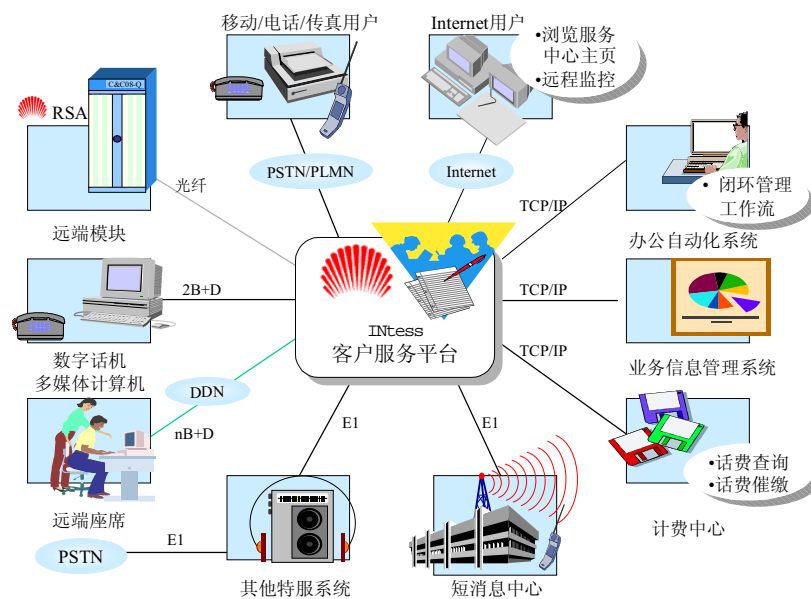 移动/电话/传真用户
Internet用户
•浏览服务
中心主页
•远程监控
C&C08-Q
RSA
PSTN/PLMN
Internet
光纤
TCP/IP
• 闭环管理
工作流
远端模块
办公自动化系统
2B+D
TCP/IP
INtess
客户服务平台
数字话机
多媒体计算机
TCP/IP
业务信息管理系统
DDN
nB+D
E1
E1
•话费查询
•话费催缴
远端座席
计费中心
PSTN
E1
其他特服系统
短消息中心